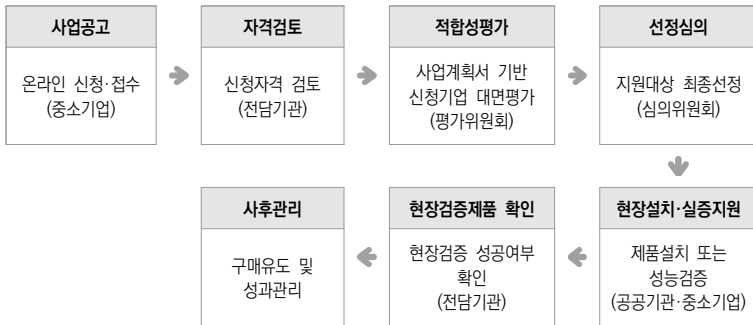 사업공고
온라인 신청·접수
(중소기업)
자격검토
신청자격 검토
(전담기관)
적합성평가
사업계획서 기반
신청기업 대면평가
(평가위원회)
선정심의
지원대상 최종선정
(심의위원회)
현장설치·실증지원
제품설치 또는
성능검증
(공공기관·중소기업)
현장검증제품 확인
현장검증 성공여부
확인
(전담기관)
사후관리
구매유도 및
성과관리